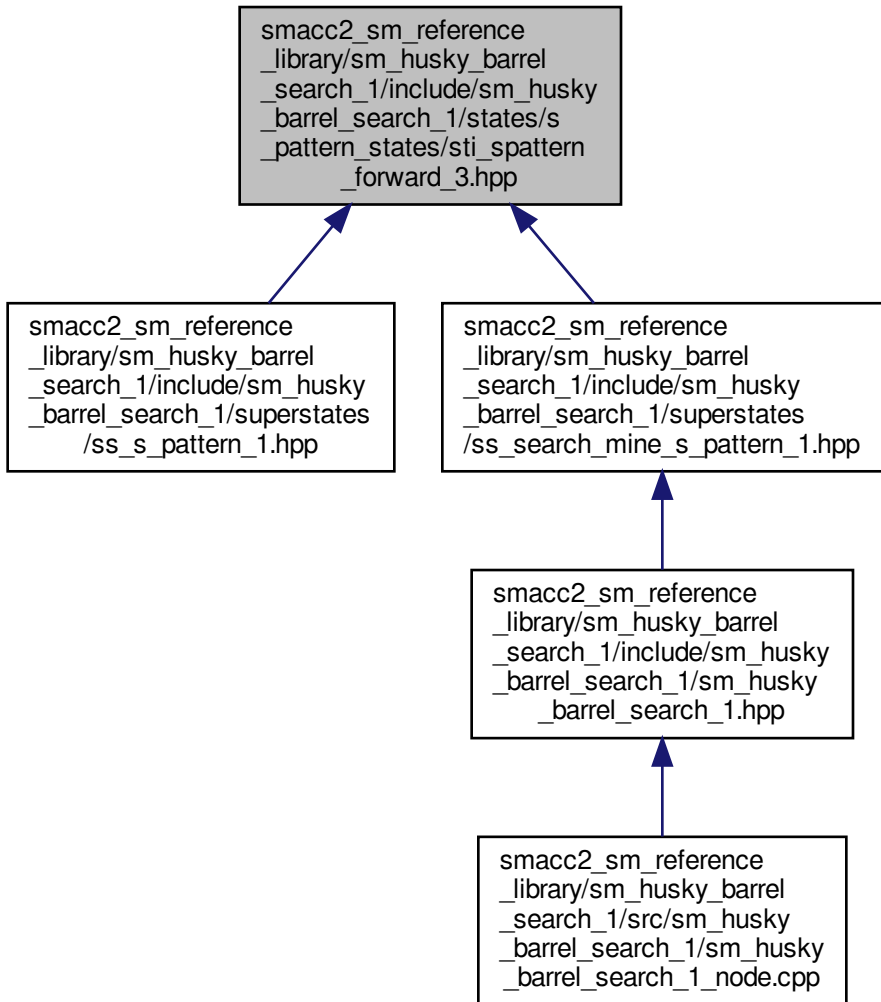 smacc2_sm_reference
_library/sm_husky_barrel
_search_1/include/sm_husky
_barrel_search_1/states/s
_pattern_states/sti_spattern
_forward_3.hpp
smacc2_sm_reference
_library/sm_husky_barrel
_search_1/include/sm_husky
_barrel_search_1/superstates
/ss_s_pattern_1.hpp
smacc2_sm_reference
_library/sm_husky_barrel
_search_1/include/sm_husky
_barrel_search_1/superstates
/ss_search_mine_s_pattern_1.hpp
smacc2_sm_reference
_library/sm_husky_barrel
_search_1/include/sm_husky
_barrel_search_1/sm_husky
_barrel_search_1.hpp
smacc2_sm_reference
_library/sm_husky_barrel
_search_1/src/sm_husky
_barrel_search_1/sm_husky
_barrel_search_1_node.cpp